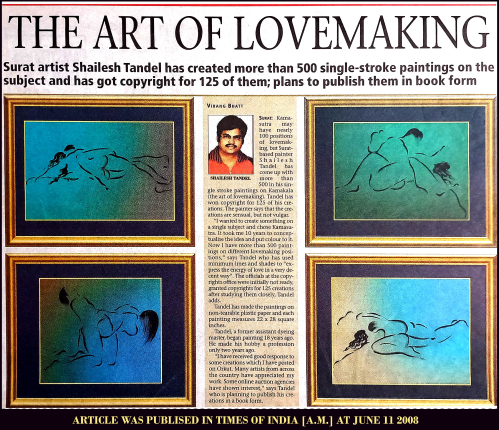 THE ART OF LOVEMAKING
Surat artist Shailesh Tandel has created more than 500 single-stroke paintings on the
subject and has got copyright for 125 of them; plans to publish them in book form
VIRANG BHATT
SHAILESH TANDEL
Surat: Kama-
sutra may
have nearly
100 positions
of lovemak-
ing, but Surat-
based painter
Shailesh
Tandel has
come up with
more than
500 in his sin-
gle stroke paintings on Kamakala
(the art of lovemaking). Tandel has
won copyright for 125 of his cre-
ations. The painter says that the cre-
ations are sensual, but not vulgar.
"I wanted to create something on
a single subject and chose Kamasu-
tra. It took me 10 years to concep-
tualise the idea and put colour to it.
Now I have more than 500 paint-
ings on different lovemaking posi-
tions," says Tandel who has used
minimum lines and shades to "ex-
press the energy of love in a very de-
cent way". The officials at the copy-
rights office were initially not ready,
granted copyrights for 125 creations
after studying them closely, Tandel
adds.
Tandel has made the paintings on
non-transfer plastic paper and each
painting measures 22 x 28 square
inches.
Tandel, a former assistant dyeing
master, began painting 18 years ago.
He made his hobby a profession
only two years ago.
"I have received good response to
some creations which I have posted
on Orkut. Many artists from across
the country have appreciated my
work. Some online auction agencies
have shown interest," says Tandel
who is planning to publish his cre-
ations in a book form.
ARTICLE WAS PUBLISED IN TIMES OF INDIA [A.M.] AT JUNE 11 2008